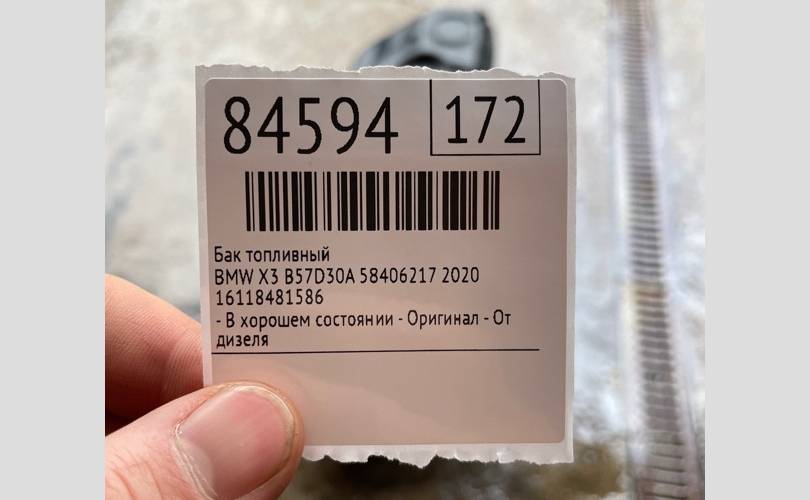 84594
172
Бак топливный
BMW X3 B57D30A 58406217 2020
16118481586
- В хорошем состоянии - Оригинал - От
дизеля